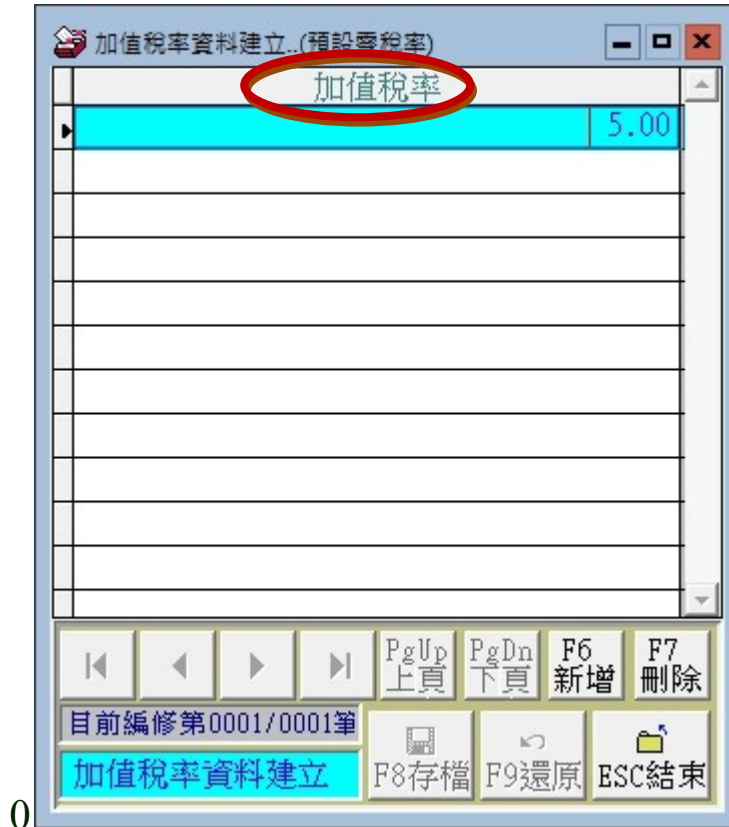 加值稅率資料建立..(預設零稅率)
加值稅率
5.00
PgUp PgDn F6 F7
上頁 下頁 新增 刪除
目前編修第0001/0001筆
加值稅率資料建立 F8存檔 F9還原 ESC結束
()